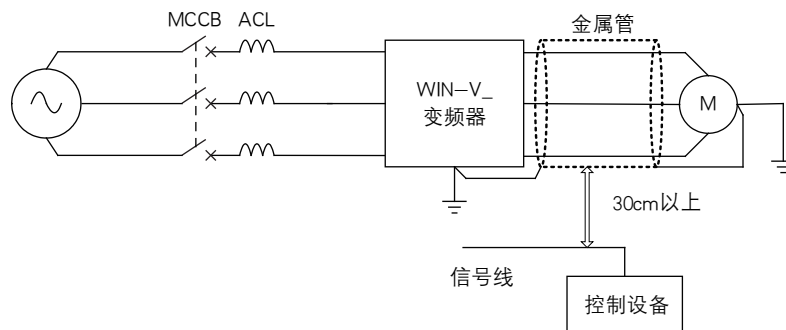 MCCB ACL
金属管
WIN-V_
变频器
M
30cm以上
信号线
控制设备